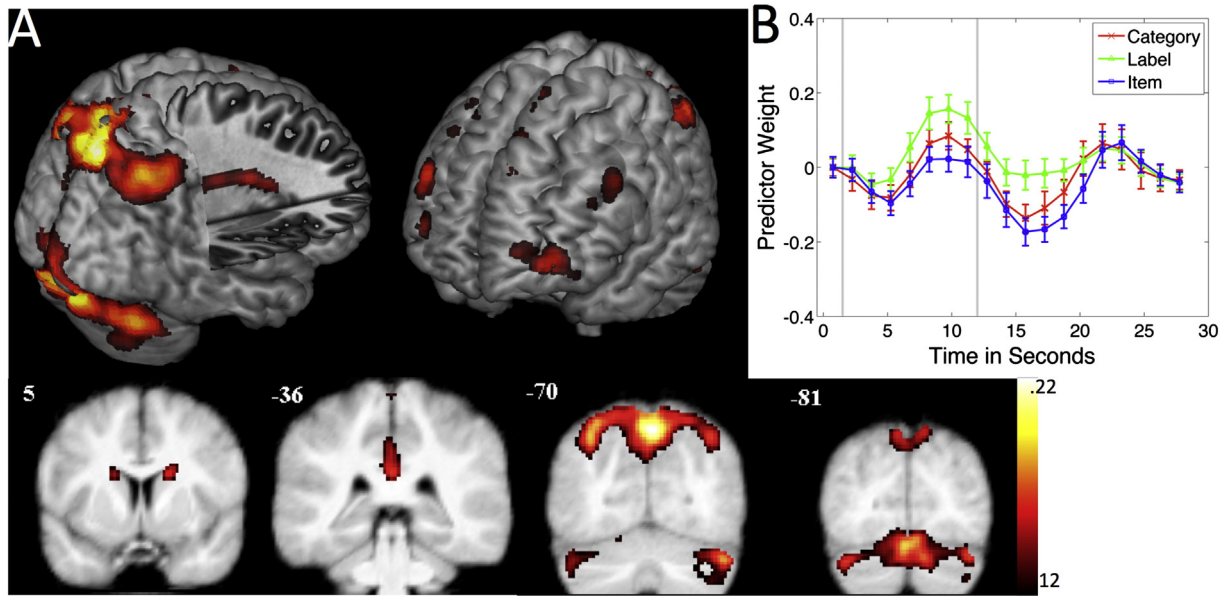 A
B
0.4
0.2
0
-0.2
-0.4
Predictor Weight
Category
Label
Item
0 5 10 15 20 25 30
Time in Seconds
5
-36
-70
-81
.22
12